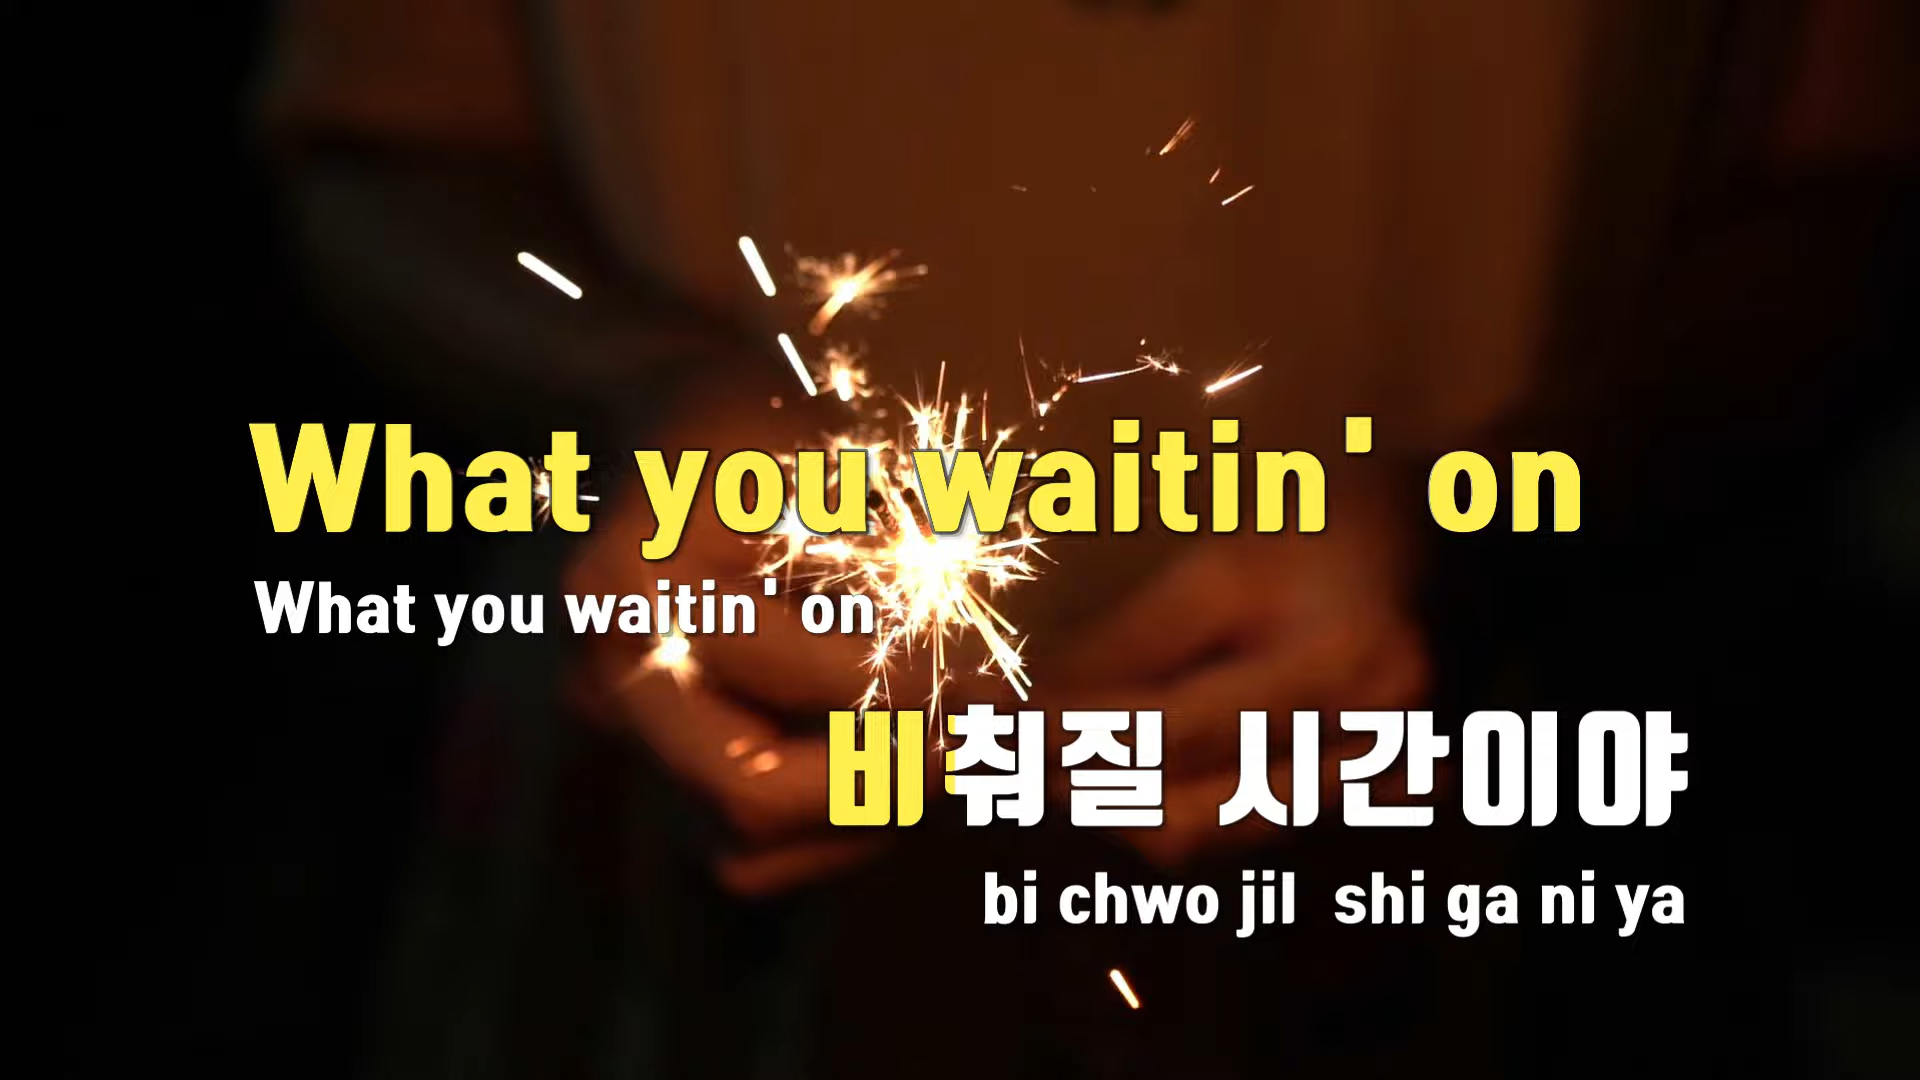 What you waitin' on
What you waitin' on
비춰질 시간이야
bi chwo jil shi ga ni ya